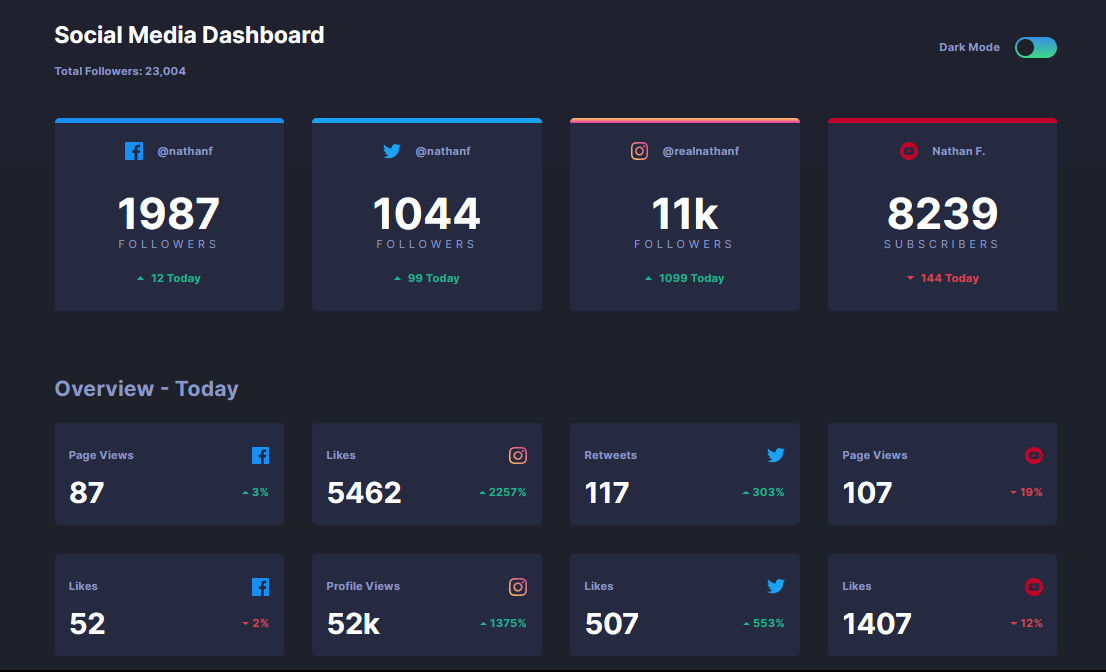 Social Media Dashboard
Total Followers: 23,004
Dark Mode
@nathanf
1987
FOLLOWERS
12 Today
@nathanf
1044
FOLLOWERS
99 Today
@realnathanf
11k
FOLLOWERS
1099 Today
Nathan F.
8239
SUBSCRIBERS
144 Today
Overview - Today
Page Views
87
3%
Likes
5462
2257%
Retweets
117
303%
Page Views
107
19%
Likes
52
2%
Profile Views
52k
1375%
Likes
507
553%
Likes
1407
12%